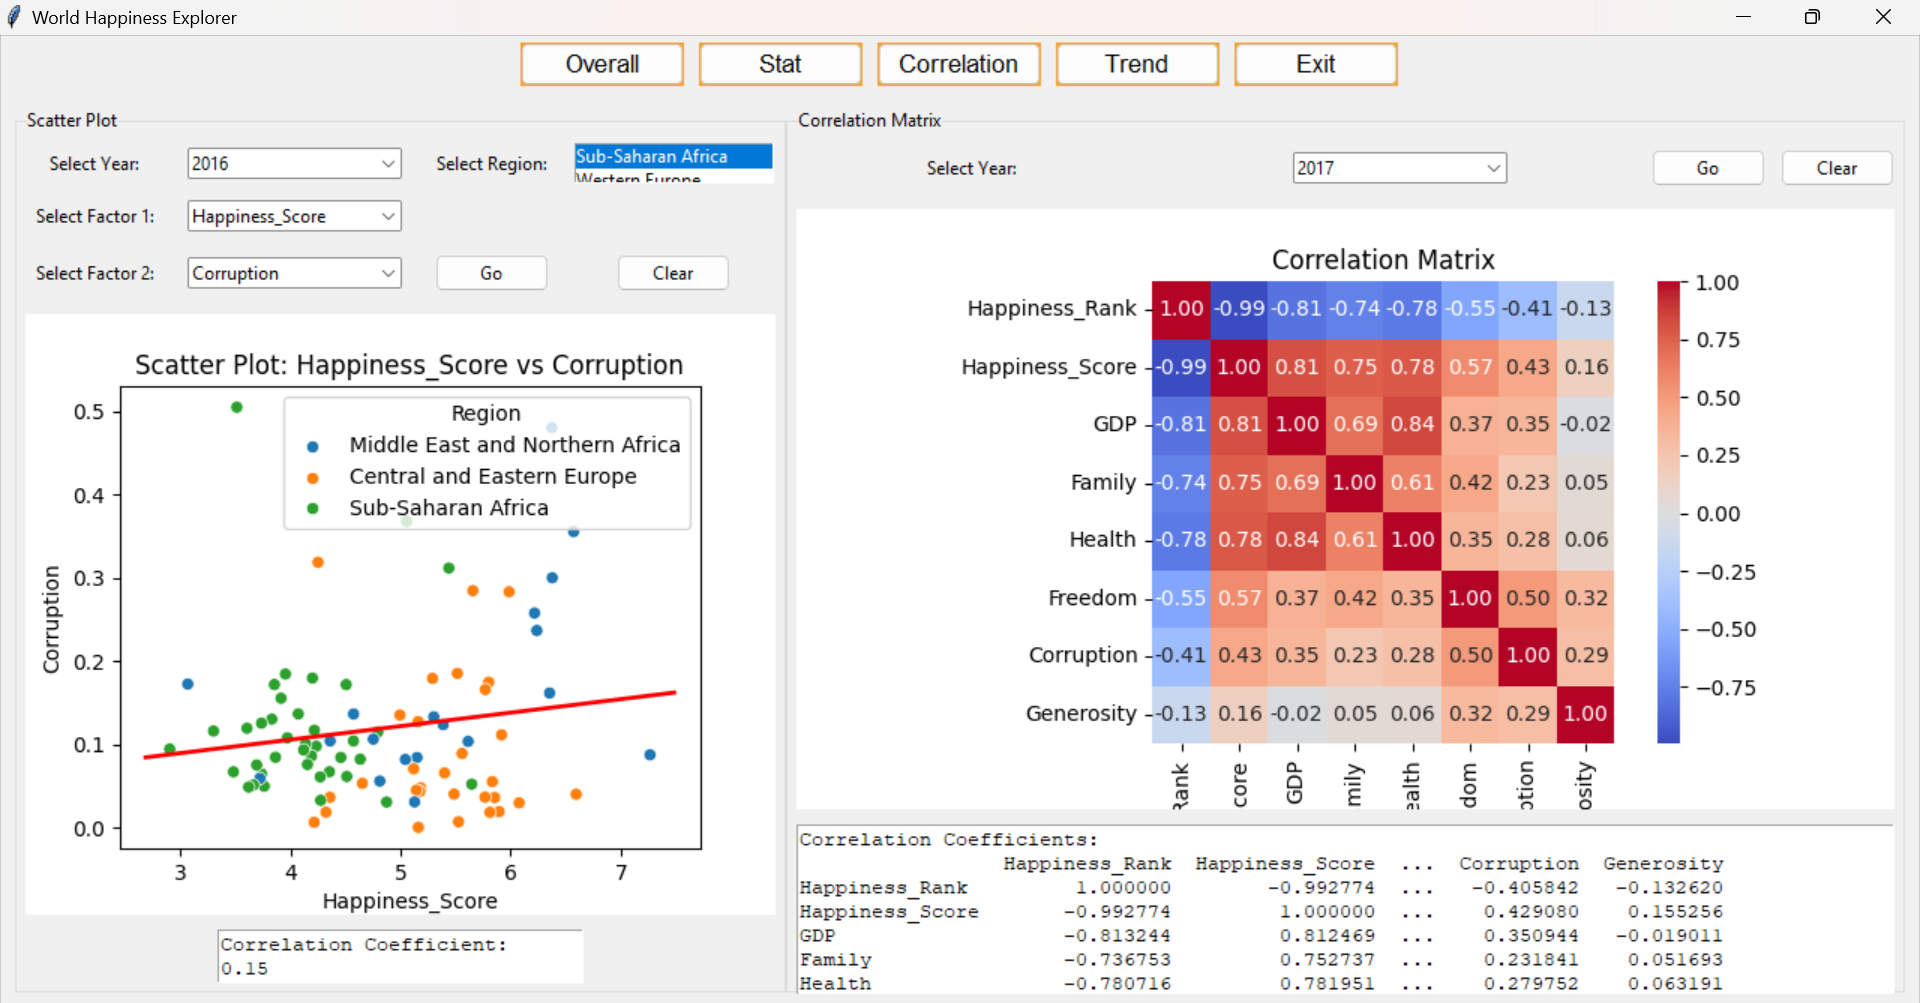 World Happiness Explorer
Overall Stat Correlation Trend Exit
Scatter Plot
Select Year: 2016 Select Region: Sub-Saharan Africa
Western Europe
Select Factor 1: Happiness_Score
Select Factor 2: Corruption Go Clear
Scatter Plot: Happiness_Score vs Corruption
Region
Middle East and Northern Africa
Central and Eastern Europe
Sub-Saharan Africa
0.5
0.4
0.3
0.2
0.1
0.0
Corruption
3 4 5 6 7
Happiness_Score
Correlation Coefficient:
0.15
Correlation Matrix
Select Year: 2017 Go Clear
Correlation Matrix
Happiness_Rank 1.00 -0.99 -0.81 -0.74 -0.78 -0.55 -0.41 -0.13
Happiness_Score -0.99 1.00 0.81 0.75 0.78 0.57 0.43 0.16
GDP -0.81 0.81 1.00 0.69 0.84 0.37 0.35 -0.02
Family -0.74 0.75 0.69 1.00 0.61 0.42 0.23 0.05
Health -0.78 0.78 0.84 0.61 1.00 0.35 0.28 0.06
Freedom -0.55 0.57 0.37 0.42 0.35 1.00 0.50 0.32
Corruption -0.41 0.43 0.35 0.23 0.28 0.50 1.00 0.29
Generosity -0.13 0.16 -0.02 0.05 0.06 0.32 0.29 1.00
Rank core GDP mily ealth dom ption osity
1.00
0.75
0.50
0.25
0.00
−0.25
−0.50
−0.75
Correlation Coefficients:
Happiness_Rank Happiness_Score ... Corruption Generosity
Happiness_Rank 1.000000 -0.992774 ... -0.405842 -0.132620
Happiness_Score -0.992774 1.000000 ... 0.429080 0.155256
GDP -0.813244 0.812469 ... 0.350944 -0.019011
Family -0.736753 0.752737 ... 0.231841 0.051693
Health -0.780716 0.781951 ... 0.279752 0.063191